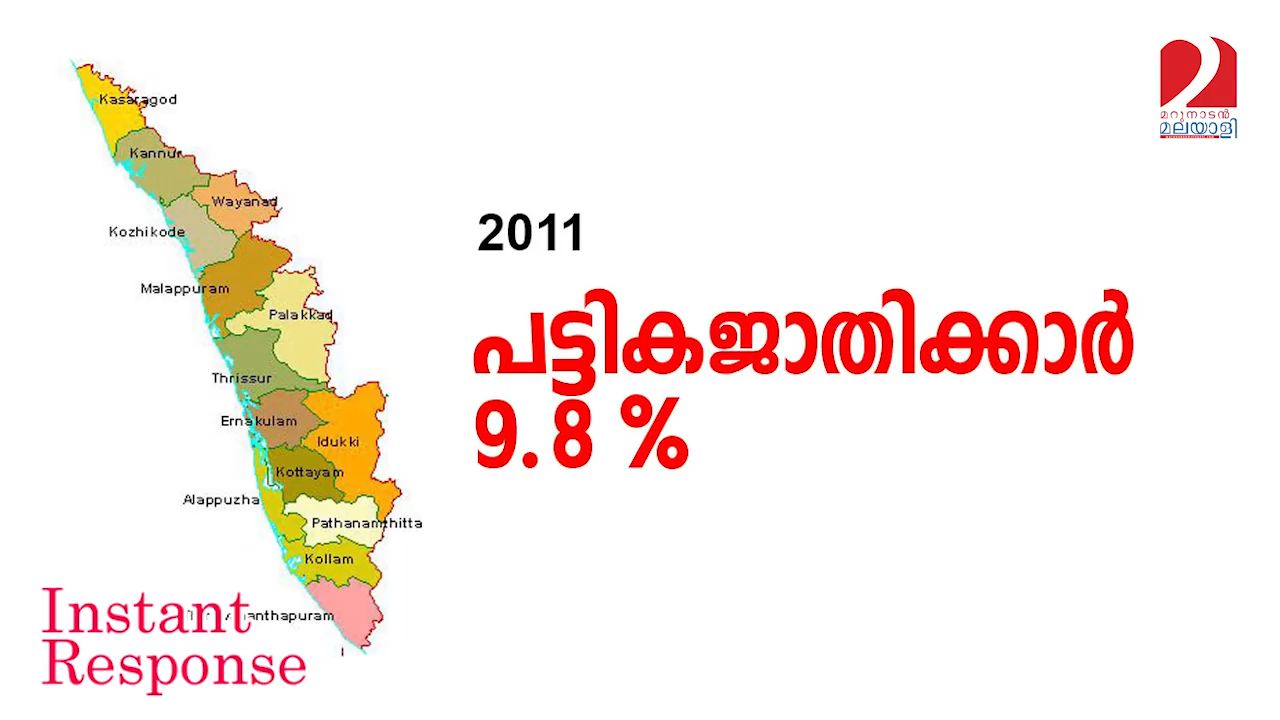 മറുനാടൻ
മലയാളി
Kasaragod
Kannur
Wayanad
Kozhikode
Malappuram
Palakkad
Thrissur
Ernakulam
Idukki
Kottayam
Alappuzha
Pathanamthitta
Kollam
2011
പട്ടികജാതിക്കാർ
9.8 %
Instant
Response